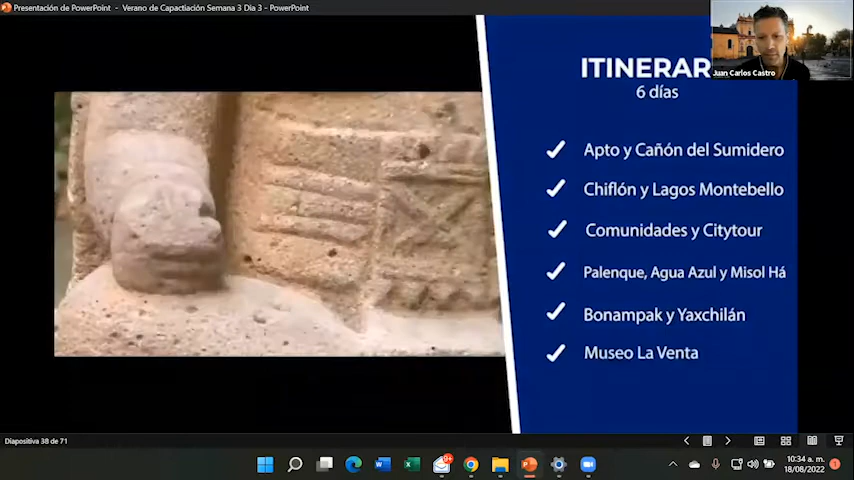 Presentación de PowerPoint - Verano de Capactiación Semana 3 Día 3 - PowerPoint
Juan Carlos Castro
ITINERAR
6 días
Apto y Cañón del Sumidero
Chiflón y Lagos Montebello
Comunidades y Citytour
Palenque, Agua Azul y Misol Há
Bonampak y Yaxchilán
Museo La Venta
Diapositiva 38 de 71
10:34 a. m.
18/08/2022